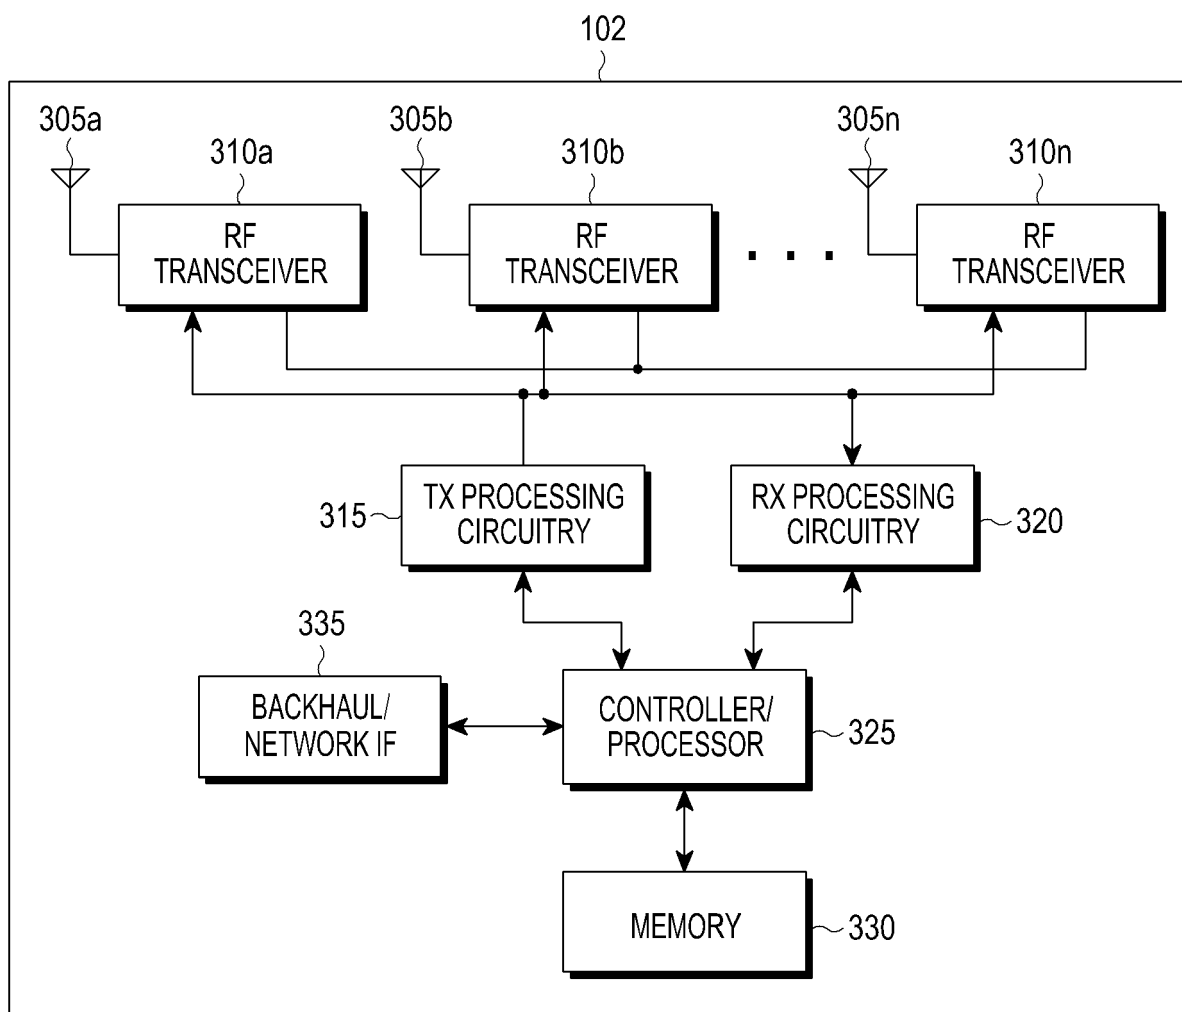 102
305a
310a
305b
310b
305n
310n
RF
TRANSCEIVER
RF
TRANSCEIVER
. . .
RF
TRANSCEIVER
315
TX PROCESSING
CIRCUITRY
RX PROCESSING
CIRCUITRY
320
335
BACKHAUL/
NETWORK IF
CONTROLLER/
PROCESSOR
325
MEMORY
330